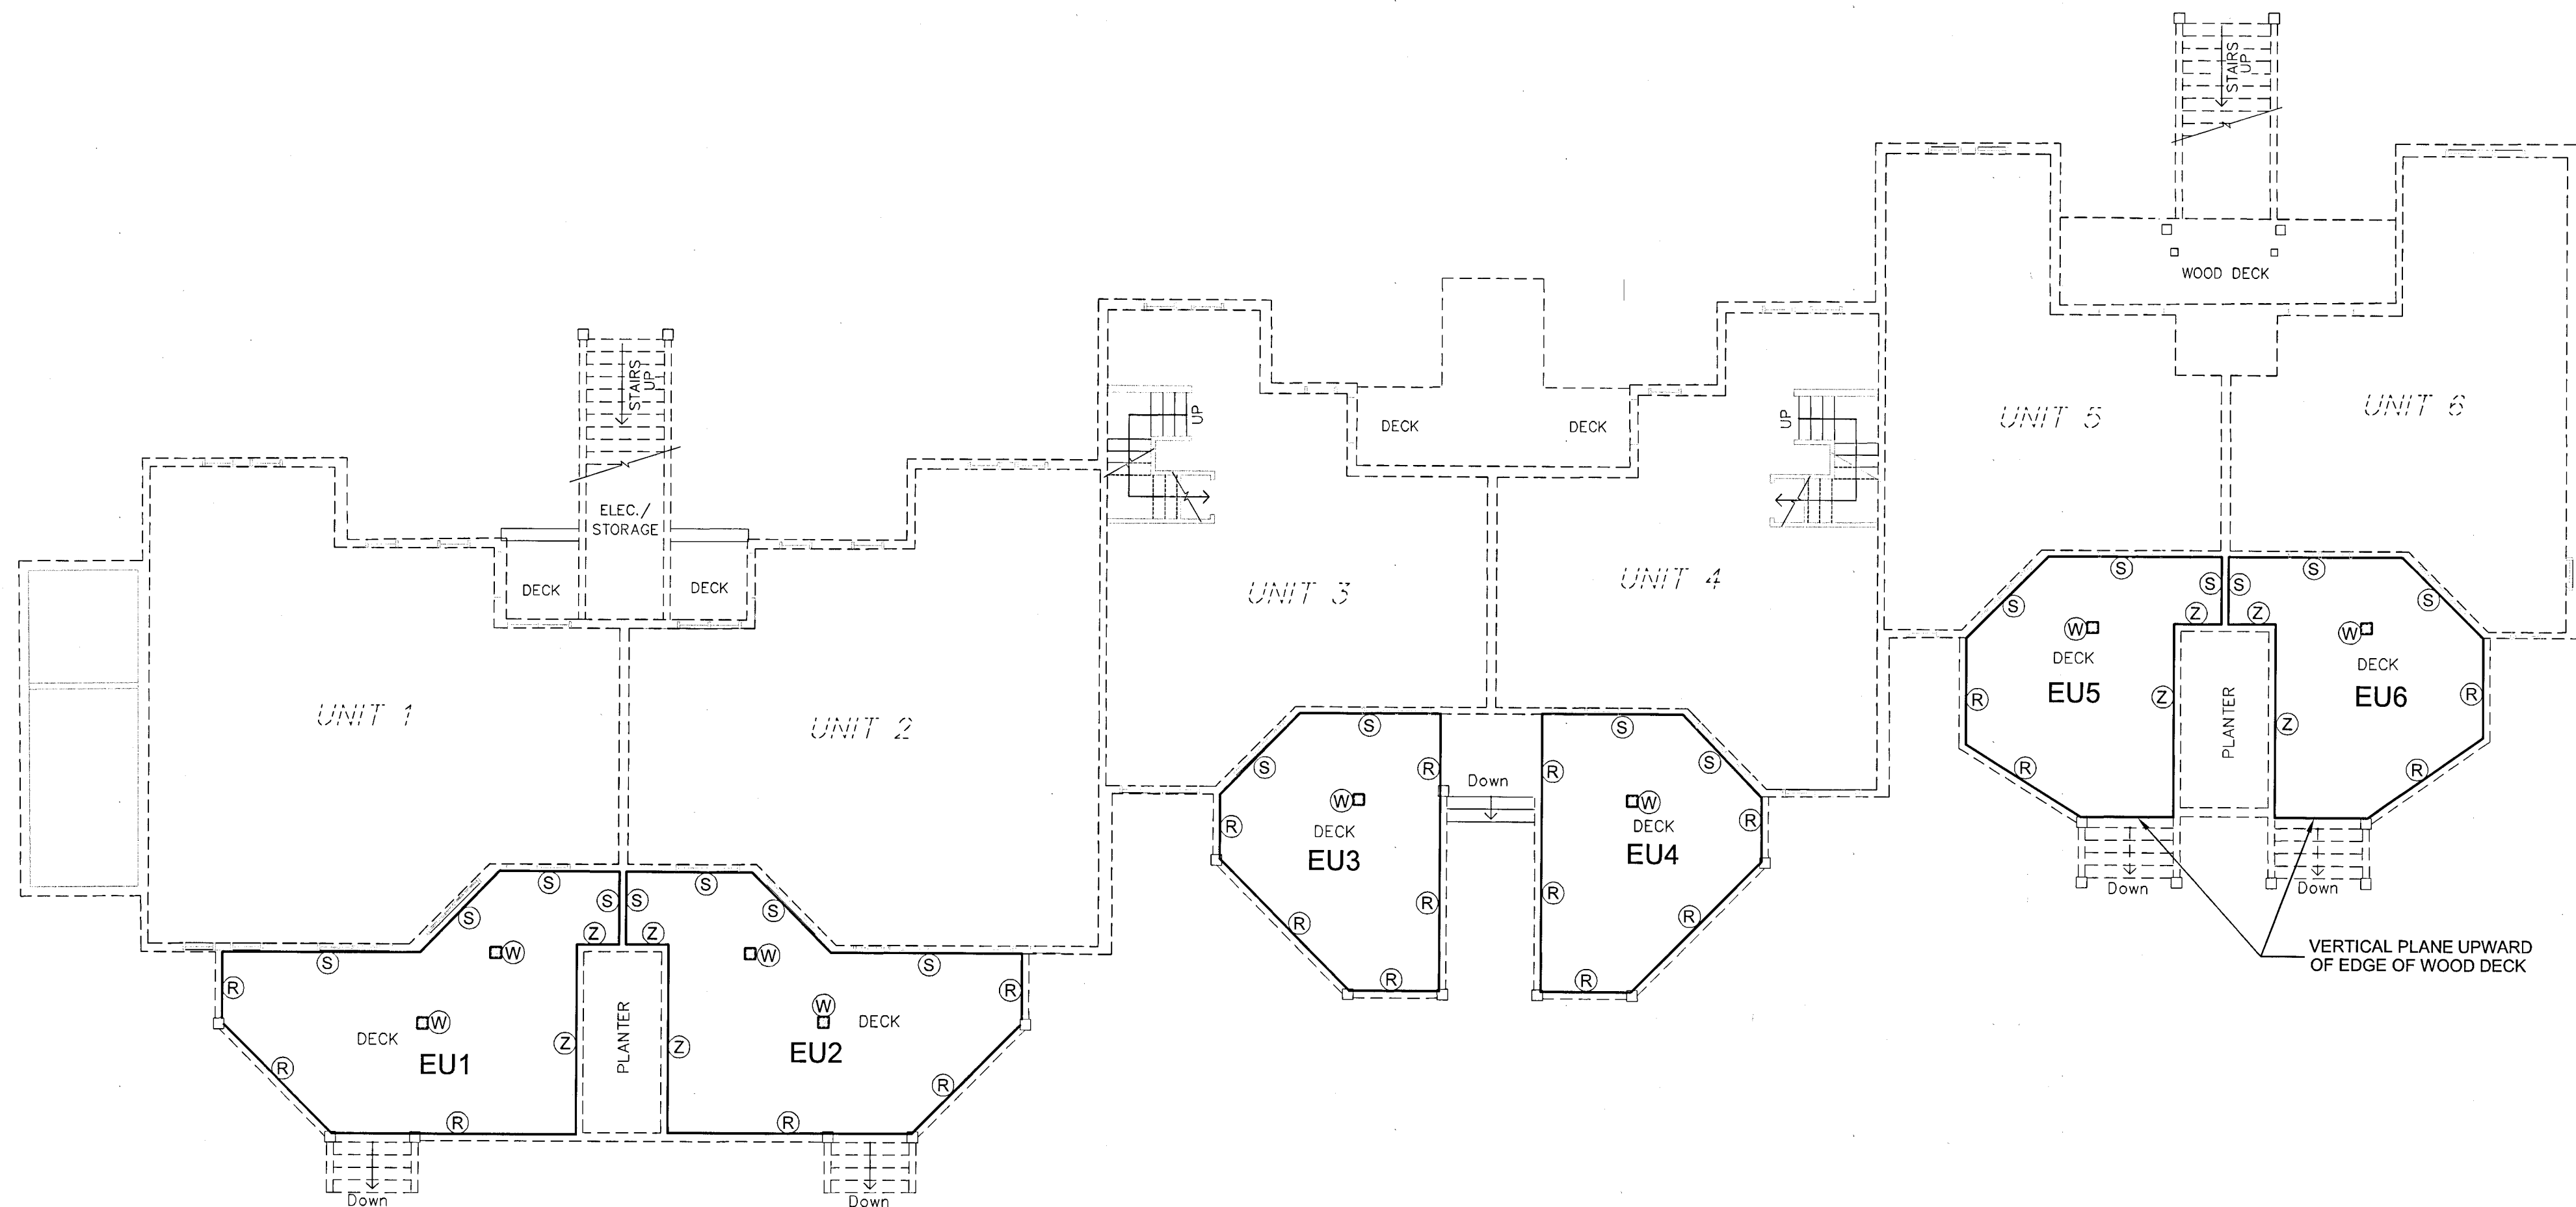 STAIRS
UP
STAIRS
UP
ELEC./
STORAGE
DECK
DECK
UNIT 1
UNIT 2
S
S
S
S
S
S
S
S
Z
Z
W
W
R
R
W
W
DECK
DECK
EU1
EU2
Z
Z
PLANTER
R
R
R
R
Down
Down
UP
UP
DECK
DECK
UNIT 3
UNIT 4
S
S
S
S
R
R
W
W
Down
R
R
DECK
DECK
EU3
EU4
R
R
R
R
R
R
WOOD DECK
UNIT 5
UNIT 6
S
S
S
S
S
S
Z
Z
W
W
DECK
DECK
EU5
EU6
R
R
Z
Z
PLANTER
R
R
Down
Down
VERTICAL PLANE UPWARD
OF EDGE OF WOOD DECK